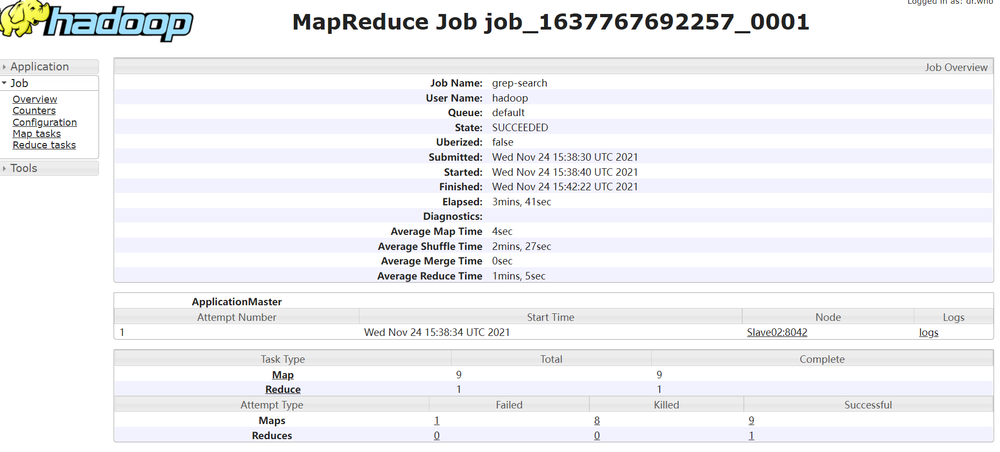 Logged in as: dr.who
hadoop
MapReduce Job job_1637767692257_0001
Application
Job
Overview
Counters
Configuration
Map tasks
Reduce tasks
Tools
Job Overview
Job Name: grep-search
User Name: hadoop
Queue: default
State: SUCCEEDED
Uberized: false
Submitted: Wed Nov 24 15:38:30 UTC 2021
Started: Wed Nov 24 15:38:40 UTC 2021
Finished: Wed Nov 24 15:42:22 UTC 2021
Elapsed: 3mins, 41sec
Diagnostics:
Average Map Time 4sec
Average Shuffle Time 2mins, 27sec
Average Merge Time 0sec
Average Reduce Time 1mins, 5sec
ApplicationMaster
Attempt Number Start Time Node Logs
1 Wed Nov 24 15:38:34 UTC 2021 Slave02:8042 logs
Task Type Total Complete
Map 9 9
Reduce 1 1
Attempt Type Failed Killed Successful
Maps 1 8 9
Reduces 0 0 1